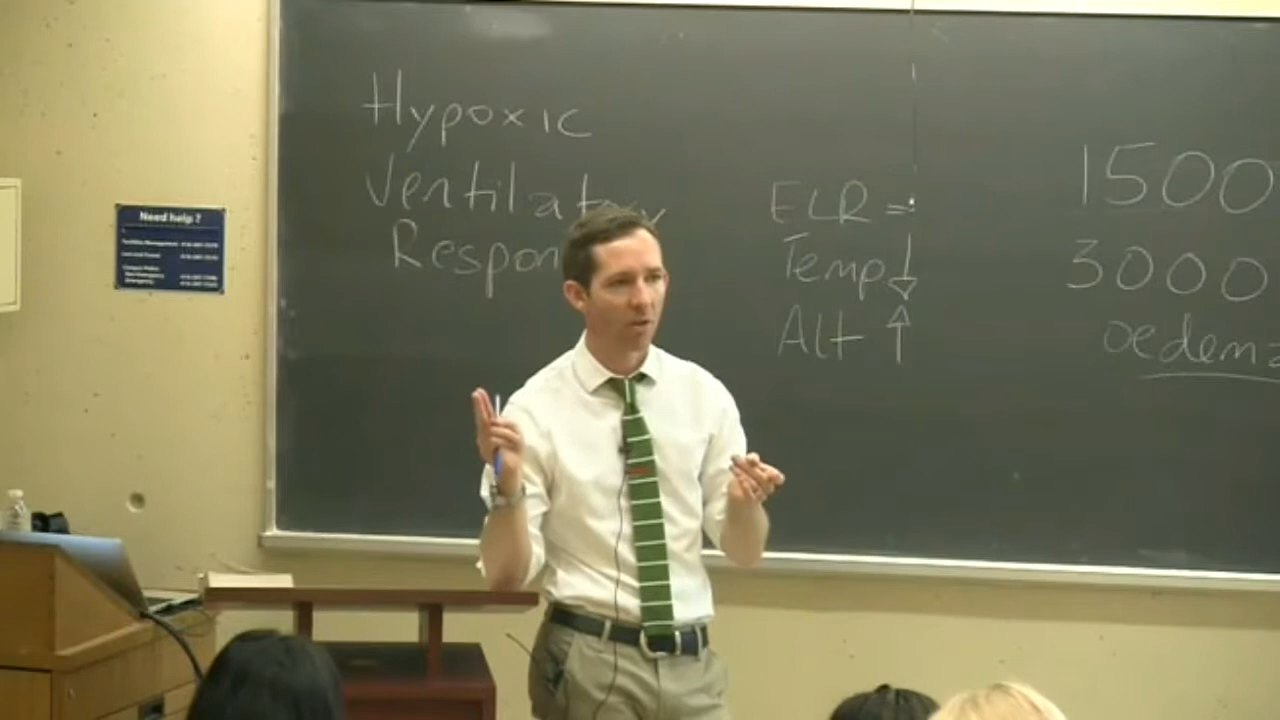 Need help ?
Hypoxic
Ventilatory
Respon
ELR =
Temp ↓
Alt ↑
1500
3000
oedema